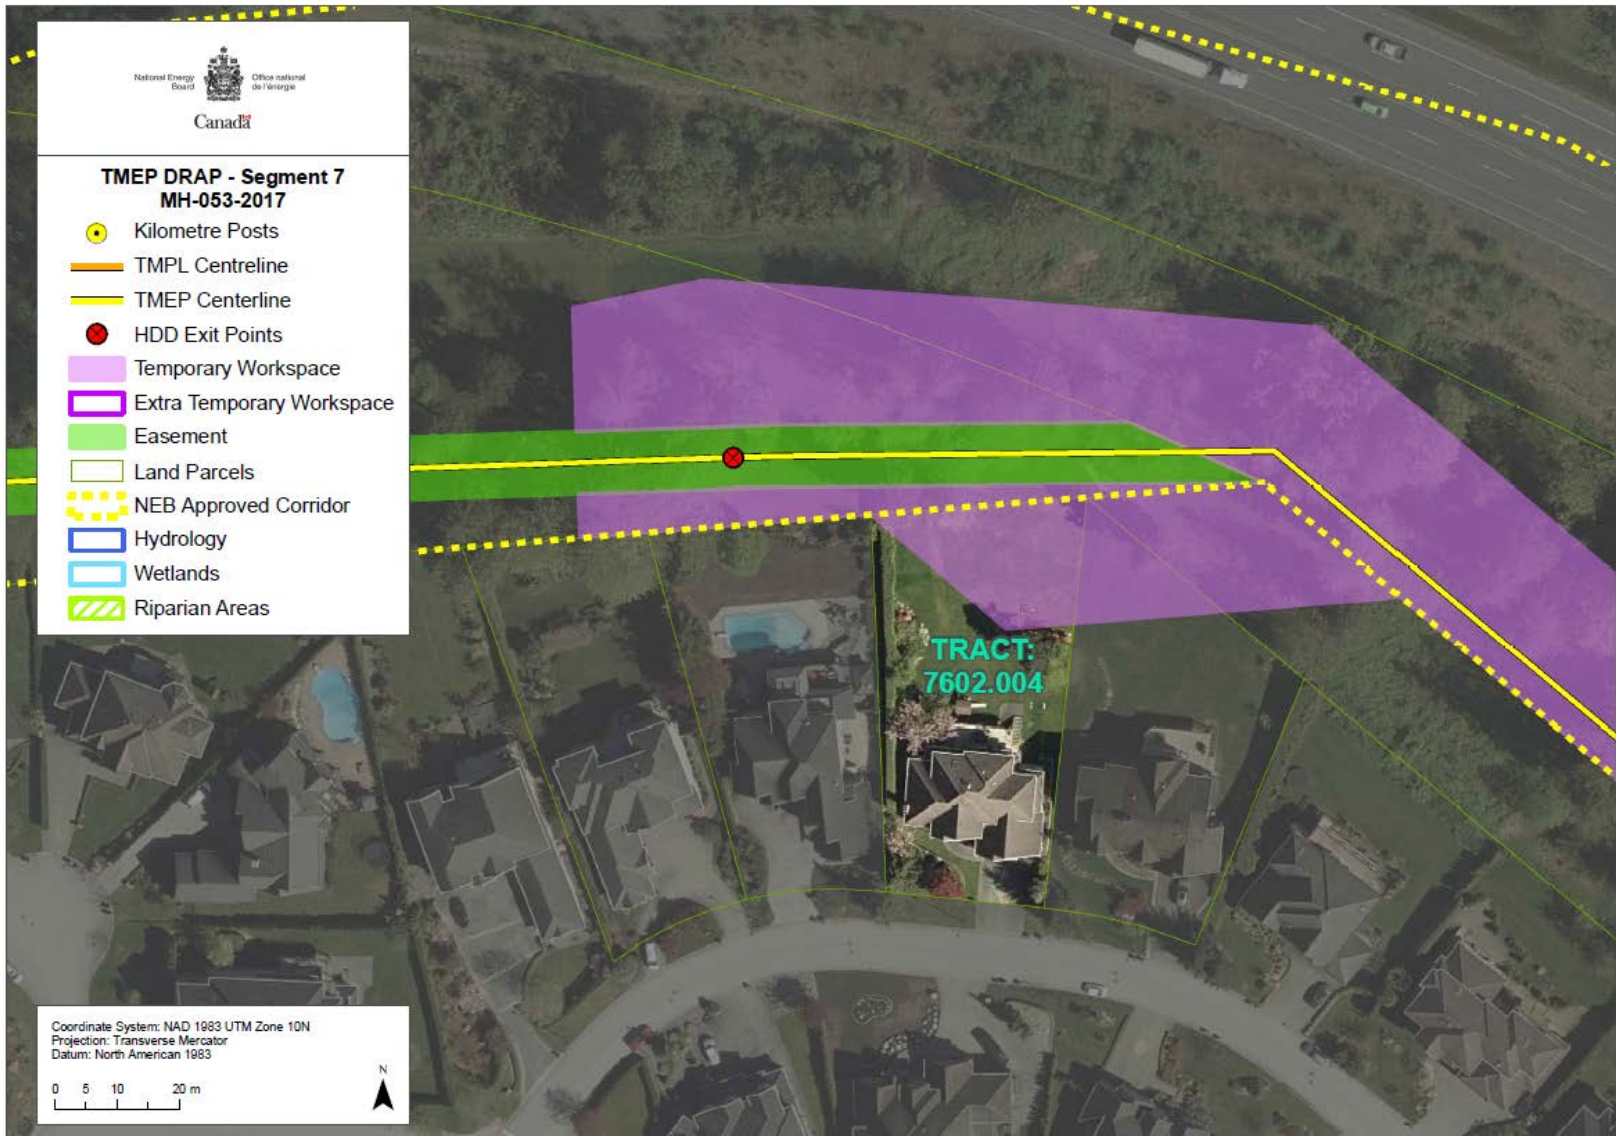 National Energy
Board
Office national
de l'énergie
Canada
TMEP DRAP - Segment 7
MH-053-2017
Kilometre Posts
TMPL Centreline
TMEP Centerline
HDD Exit Points
Temporary Workspace
Extra Temporary Workspace
Easement
Land Parcels
NEB Approved Corridor
Hydrology
Wetlands
Riparian Areas
TRACT:
7602.004
Coordinate System: NAD 1983 UTM Zone 10N
Projection: Transverse Mercator
Datum: North American 1983
0 5 10 20 m
N